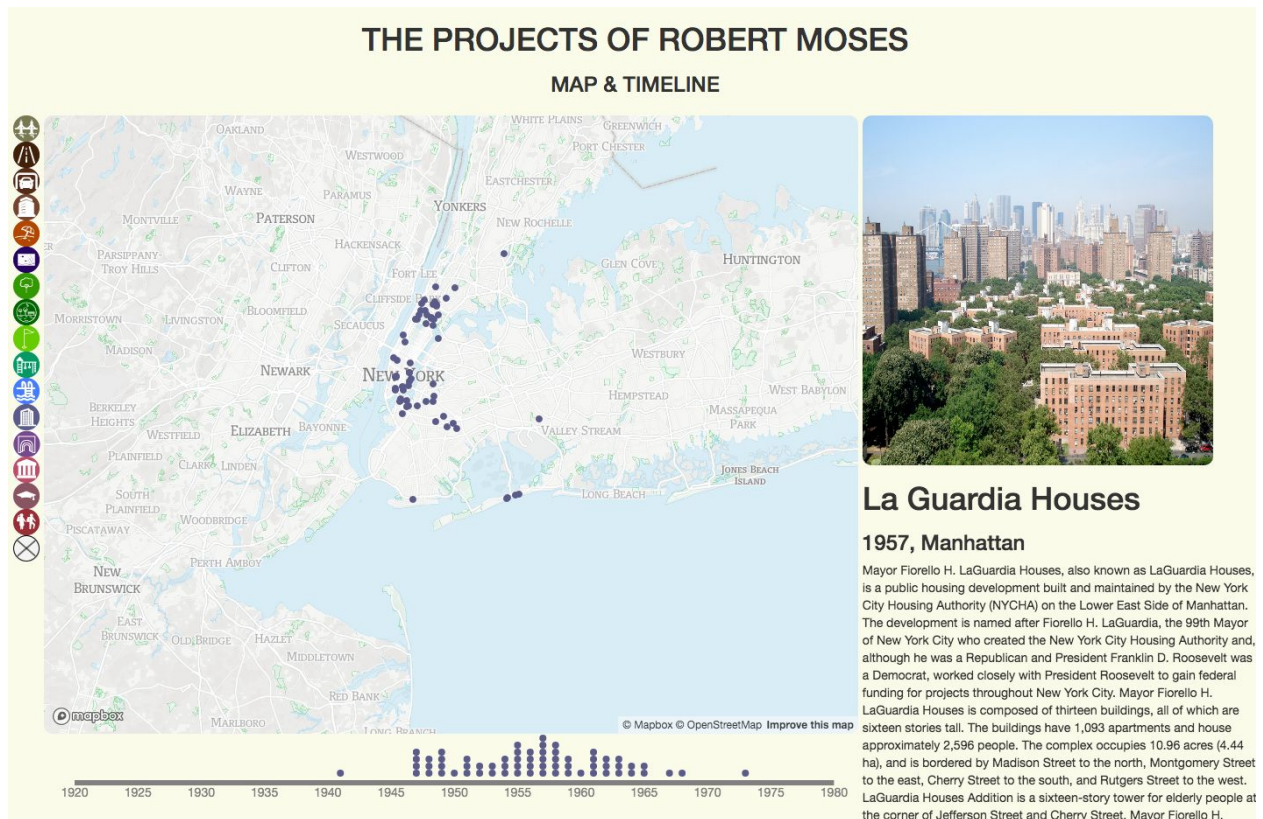 THE PROJECTS OF ROBERT MOSES
MAP & TIMELINE
OAKLAND
WHITE PLAINS
GREENWICH
PORT CHESTER
WESTWOOD
EASTCHESTER
WAYNE
PARAMUS
YONKERS
MONTVILLE
PATERSON
NEW ROCHELLE
HACKENSACK
PARSIPPANY-
TROY HILLS
CLIFTON
FORT LEE
GLEN COVE
HUNTINGTON
CLIFFSIDE
MORRISTOWN
LIVINGSTON
BLOOMFIELD
SECAUCUS
MADISON
WESTBURY
NEWARK
NEW YORK
HEMPSTEAD
WEST BABYLON
BERKELEY
HEIGHTS
MASSAPEQUA
PARK
WESTFIELD
ELIZABETH
BAYONNE
VALLEY STREAM
PLAINFIELD
CLARK
LINDEN
JONES BEACH
ISLAND
SOUTH
PLAINFIELD
LONG BEACH
WOODBRIDGE
PISCATAWAY
PERTH AMBOY
NEW
BRUNSWICK
EAST
BRUNSWICK
OLD BRIDGE
HAZLET
MIDDLETOWN
RED BANK
MARLBORO
LONG BRANCH
mapbox
© Mapbox © OpenStreetMap Improve this map
1920 1925 1930 1935 1940 1945 1950 1955 1960 1965 1970 1975 1980
La Guardia Houses
1957, Manhattan
Mayor Fiorello H. LaGuardia Houses, also known as LaGuardia Houses,
is a public housing development built and maintained by the New York
City Housing Authority (NYCHA) on the Lower East Side of Manhattan.
The development is named after Fiorello H. LaGuardia, the 99th Mayor
of New York City who created the New York City Housing Authority and,
although he was a Republican and President Franklin D. Roosevelt was
a Democrat, worked closely with President Roosevelt to gain federal
funding for projects throughout New York City. Mayor Fiorello H.
LaGuardia Houses is composed of thirteen buildings, all of which are
sixteen stories tall. The buildings have 1,093 apartments and house
approximately 2,596 people. The complex occupies 10.96 acres (4.44
ha), and is bordered by Madison Street to the north, Montgomery Street
to the east, Cherry Street to the south, and Rutgers Street to the west.
LaGuardia Houses Addition is a sixteen-story tower for elderly people at
the corner of Jefferson Street and Cherry Street. Mayor Fiorello H.